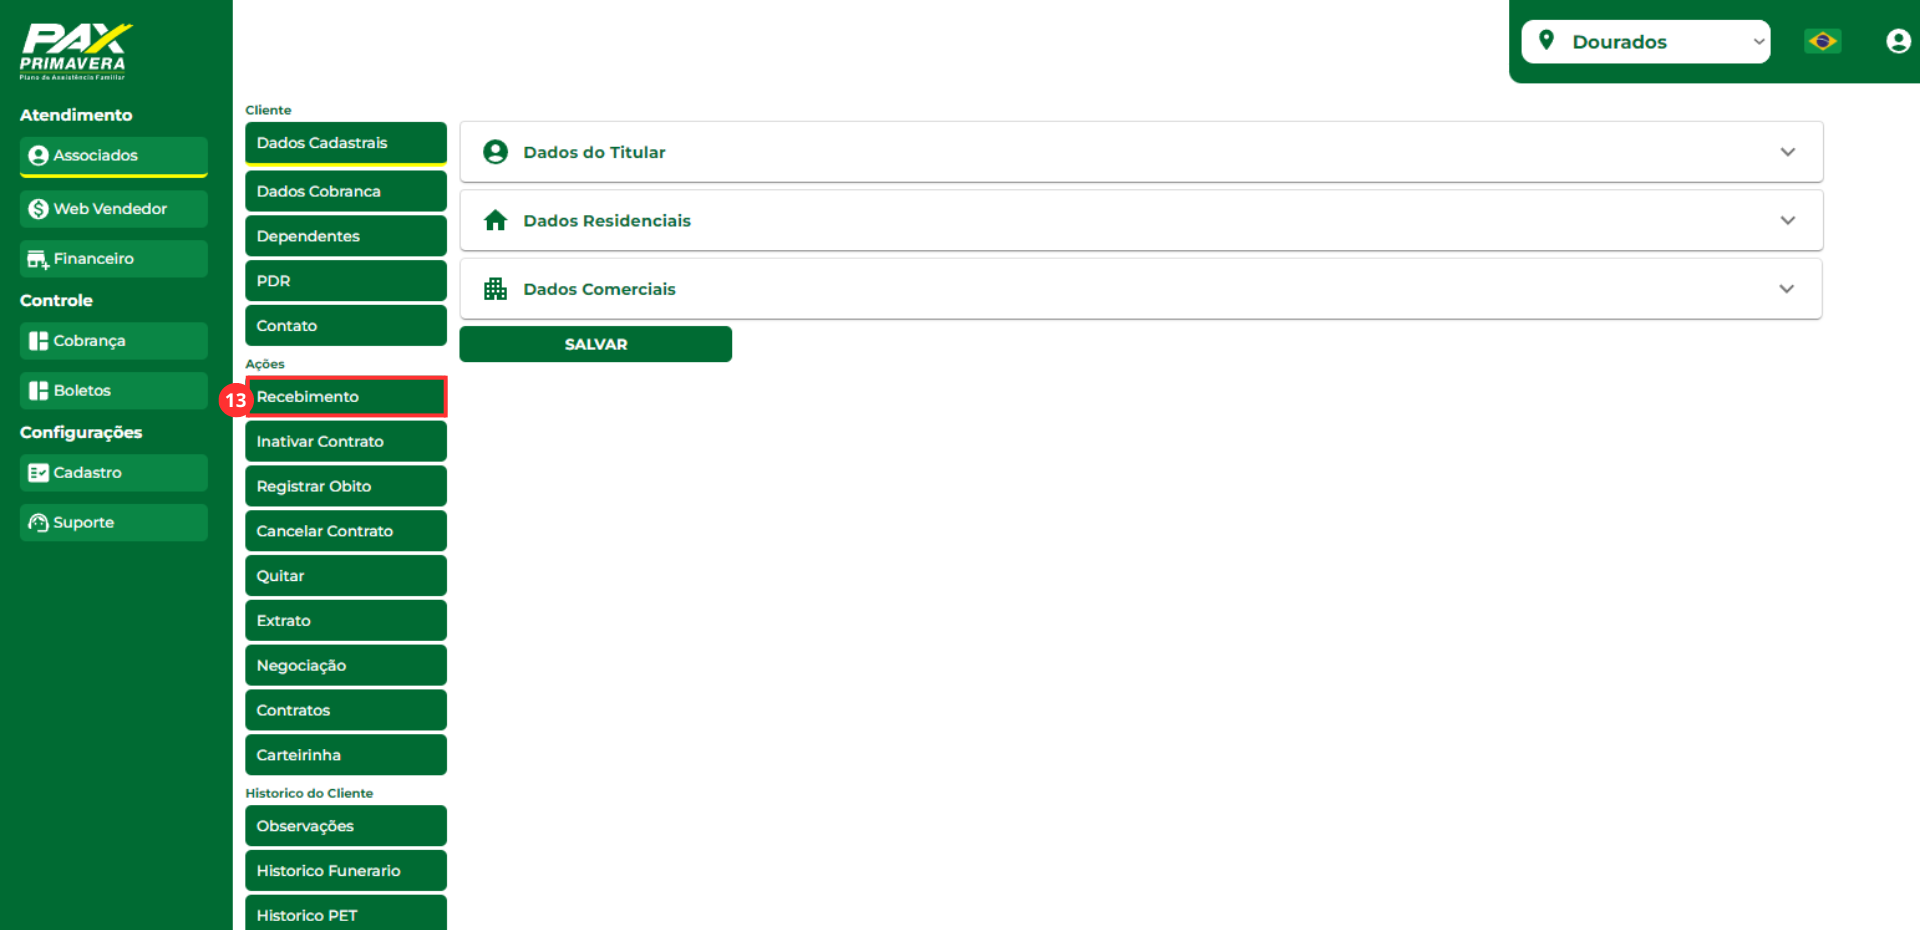 PAX
PRIMAVERA
Plano de Assistência Familiar
Atendimento
Associados
Web Vendedor
Financeiro
Controle
Cobrança
Boletos
Configurações
Cadastro
Suporte
Dourados
Cliente
Dados Cadastrais
Dados Cobranca
Dependentes
PDR
Contato
Ações
13
Recebimento
Inativar Contrato
Registrar Obito
Cancelar Contrato
Quitar
Extrato
Negociação
Contratos
Carteirinha
Historico do Cliente
Observações
Historico Funerario
Historico PET
Dados do Titular
Dados Residenciais
Dados Comerciais
SALVAR